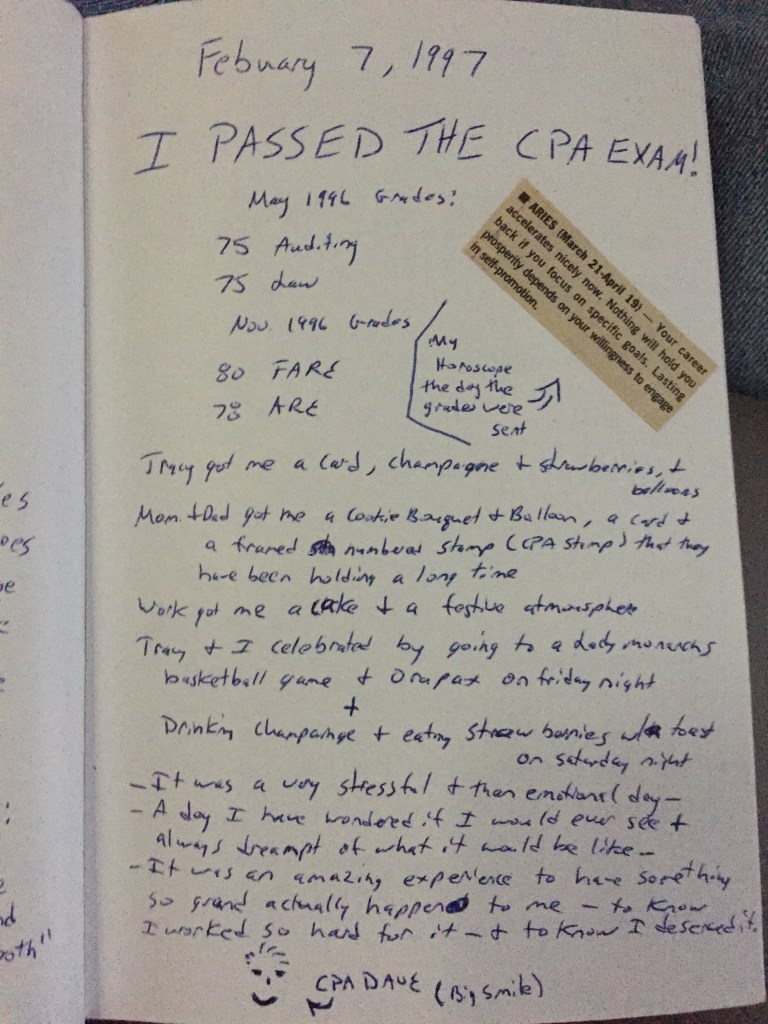 Febuary 7, 1997
I PASSED THE CPA EXAM!
May 1996 Grades:
75 Auditing
75 Law
Nov. 1996 Grades
80 FARE
78 ARE
■ ARIES (March 21-April 19) — Your career
accelerates nicely now. Nothing will hold you
back if you focus on specific goals. Lasting
prosperity depends on your willingness to engage
in self-promotion.
My
Horoscope
the day the
grades were
sent
Tracy got me a Card, Champagne + strawberries, +
balloons
Mom + Dad got me a Cookie Bouquet + Balloon, a card +
a framed numbered stamp (CPA Stamp) that they
have been holding a long time
Work got me a cake + a festive atmosphere
Tracy + I celebrated by going to a Lady monarchs
basketball game + Orapax on friday night
+
Drinkin Champainge + eating Strawberries w/ toast
on saturday night
- It was a very stressful + then emotional day -
- A day I have wondered if I would ever see +
always dreampt of what it would be like -
- It was an amazing experience to have something
so grand actually happen to me - to know
I worked so hard for it - + to know I deserved it.
CPA DAVE (Big Smile)
ooth"